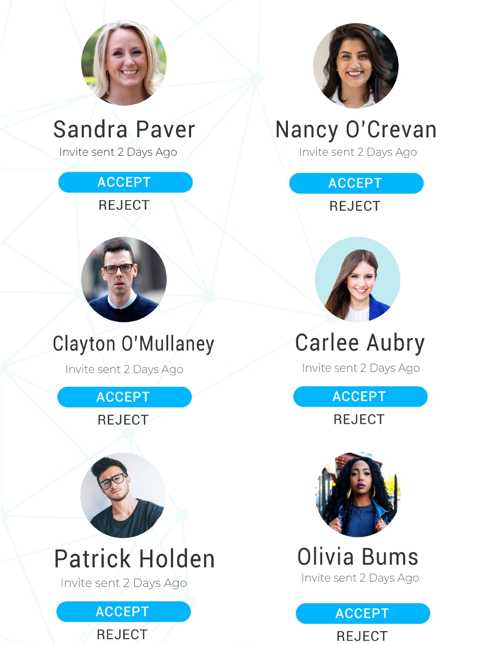 Sandra Paver
Invite sent 2 Days Ago
ACCEPT
REJECT
Nancy O'Crevan
Invite sent 2 Days Ago
ACCEPT
REJECT
Clayton O'Mullaney
Invite sent 2 Days Ago
ACCEPT
REJECT
Carlee Aubry
Invite sent 2 Days Ago
ACCEPT
REJECT
Patrick Holden
Invite sent 2 Days Ago
ACCEPT
REJECT
Olivia Bums
Invite sent 2 Days Ago
ACCEPT
REJECT